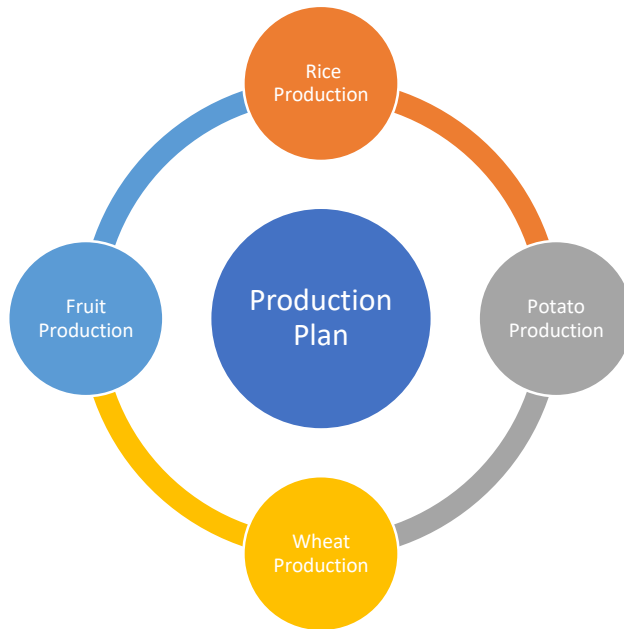 Rice
Production
Fruit
Production
Production
Plan
Potato
Production
Wheat
Production